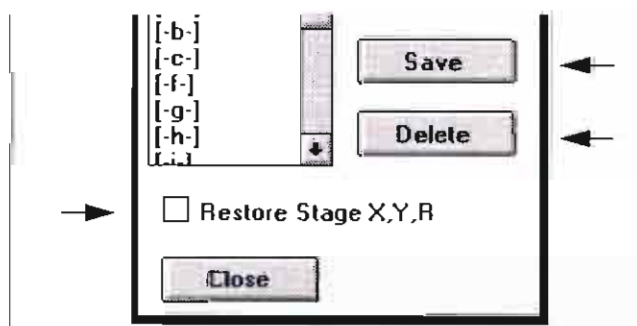 [-b-]
[-c-]
[-f-]
[-g-]
[-h-]
[-i-]
Save
Delete
Restore Stage X,Y,R
Close